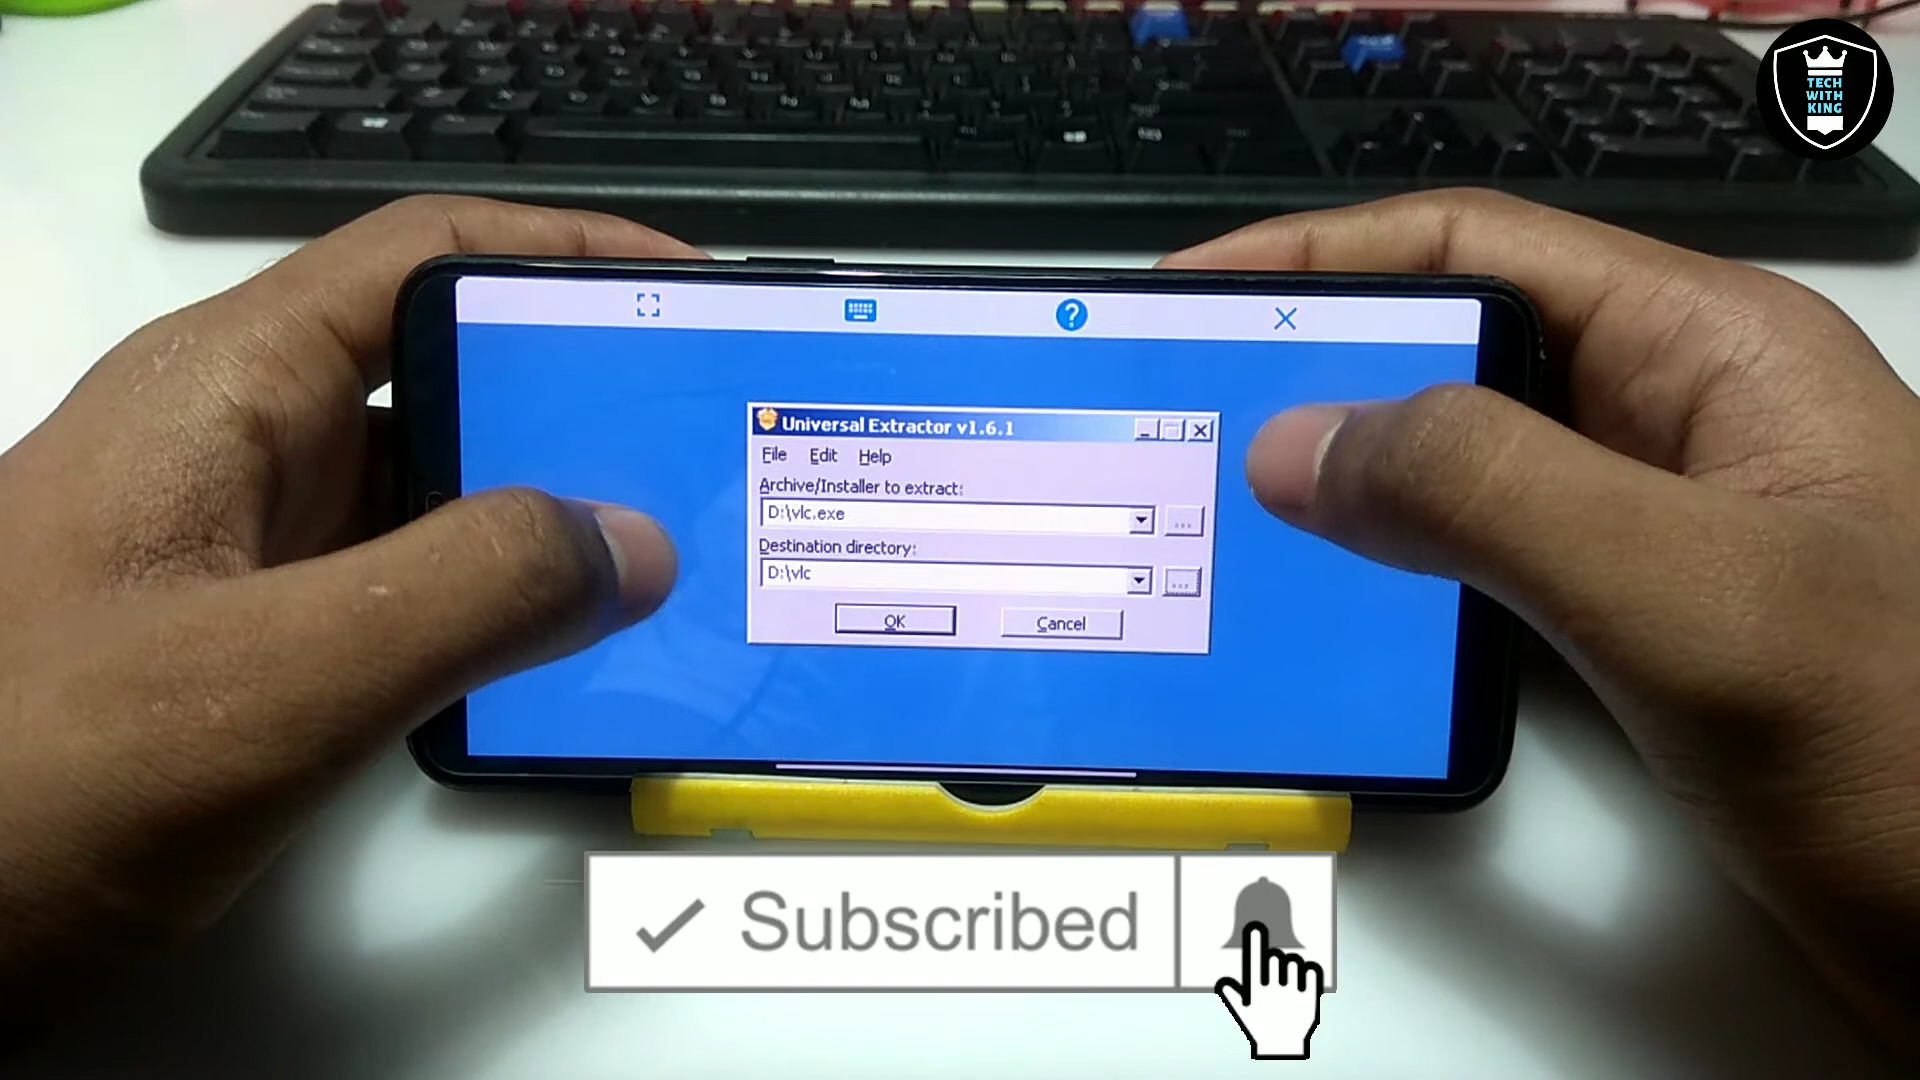 TECH
WITH
KING
Universal Extractor v1.6.1
File Edit Help
Archive/Installer to extract:
D:\vlc.exe
...
Destination directory:
D:\vlc
...
OK
Cancel
Subscribed